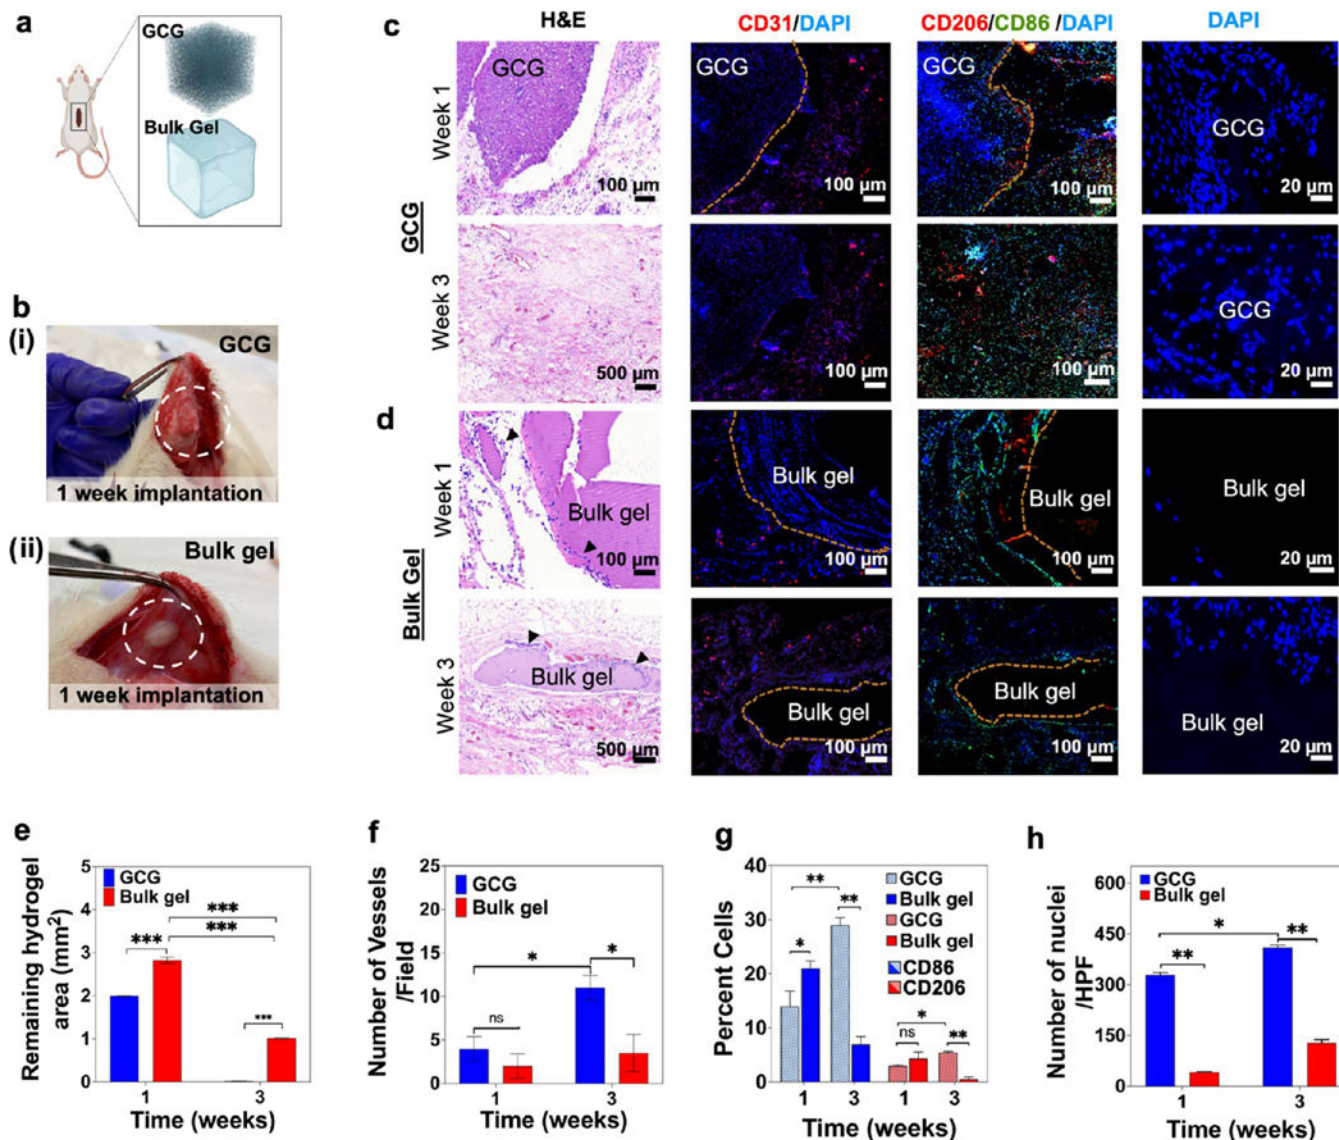 a
GCG
Bulk Gel
b
(i)
GCG
1 week implantation
(ii)
Bulk gel
1 week implantation
c
H&E
CD31/DAPI
CD206/CD86 /DAPI
DAPI
GCG
Week 1
GCG
100 µm
GCG
100 µm
GCG
100 µm
GCG
20 µm
Week 3
500 µm
100 µm
100 µm
GCG
20 µm
d
Bulk Gel
Week 1
Bulk gel
100 µm
Bulk gel
100 µm
Bulk gel
100 µm
Bulk gel
20 µm
Week 3
Bulk gel
500 µm
Bulk gel
100 µm
Bulk gel
100 µm
Bulk gel
20 µm
e
Remaining hydrogel
area (mm²)
5
4
3
2
1
0
GCG
Bulk gel
***
***
***
***
1
3
Time (weeks)
f
Number of Vessels
/Field
25
20
15
10
5
0
GCG
Bulk gel
*
*
ns
1
3
Time (weeks)
g
Percent Cells
40
30
20
10
0
GCG
Bulk gel
GCG
Bulk gel
CD86
CD206
**
**
*
*
ns
**
1
3
1
3
Time (weeks)
h
Number of nuclei
/HPF
600
450
300
150
0
GCG
Bulk gel
*
**
**
1
3
Time (weeks)